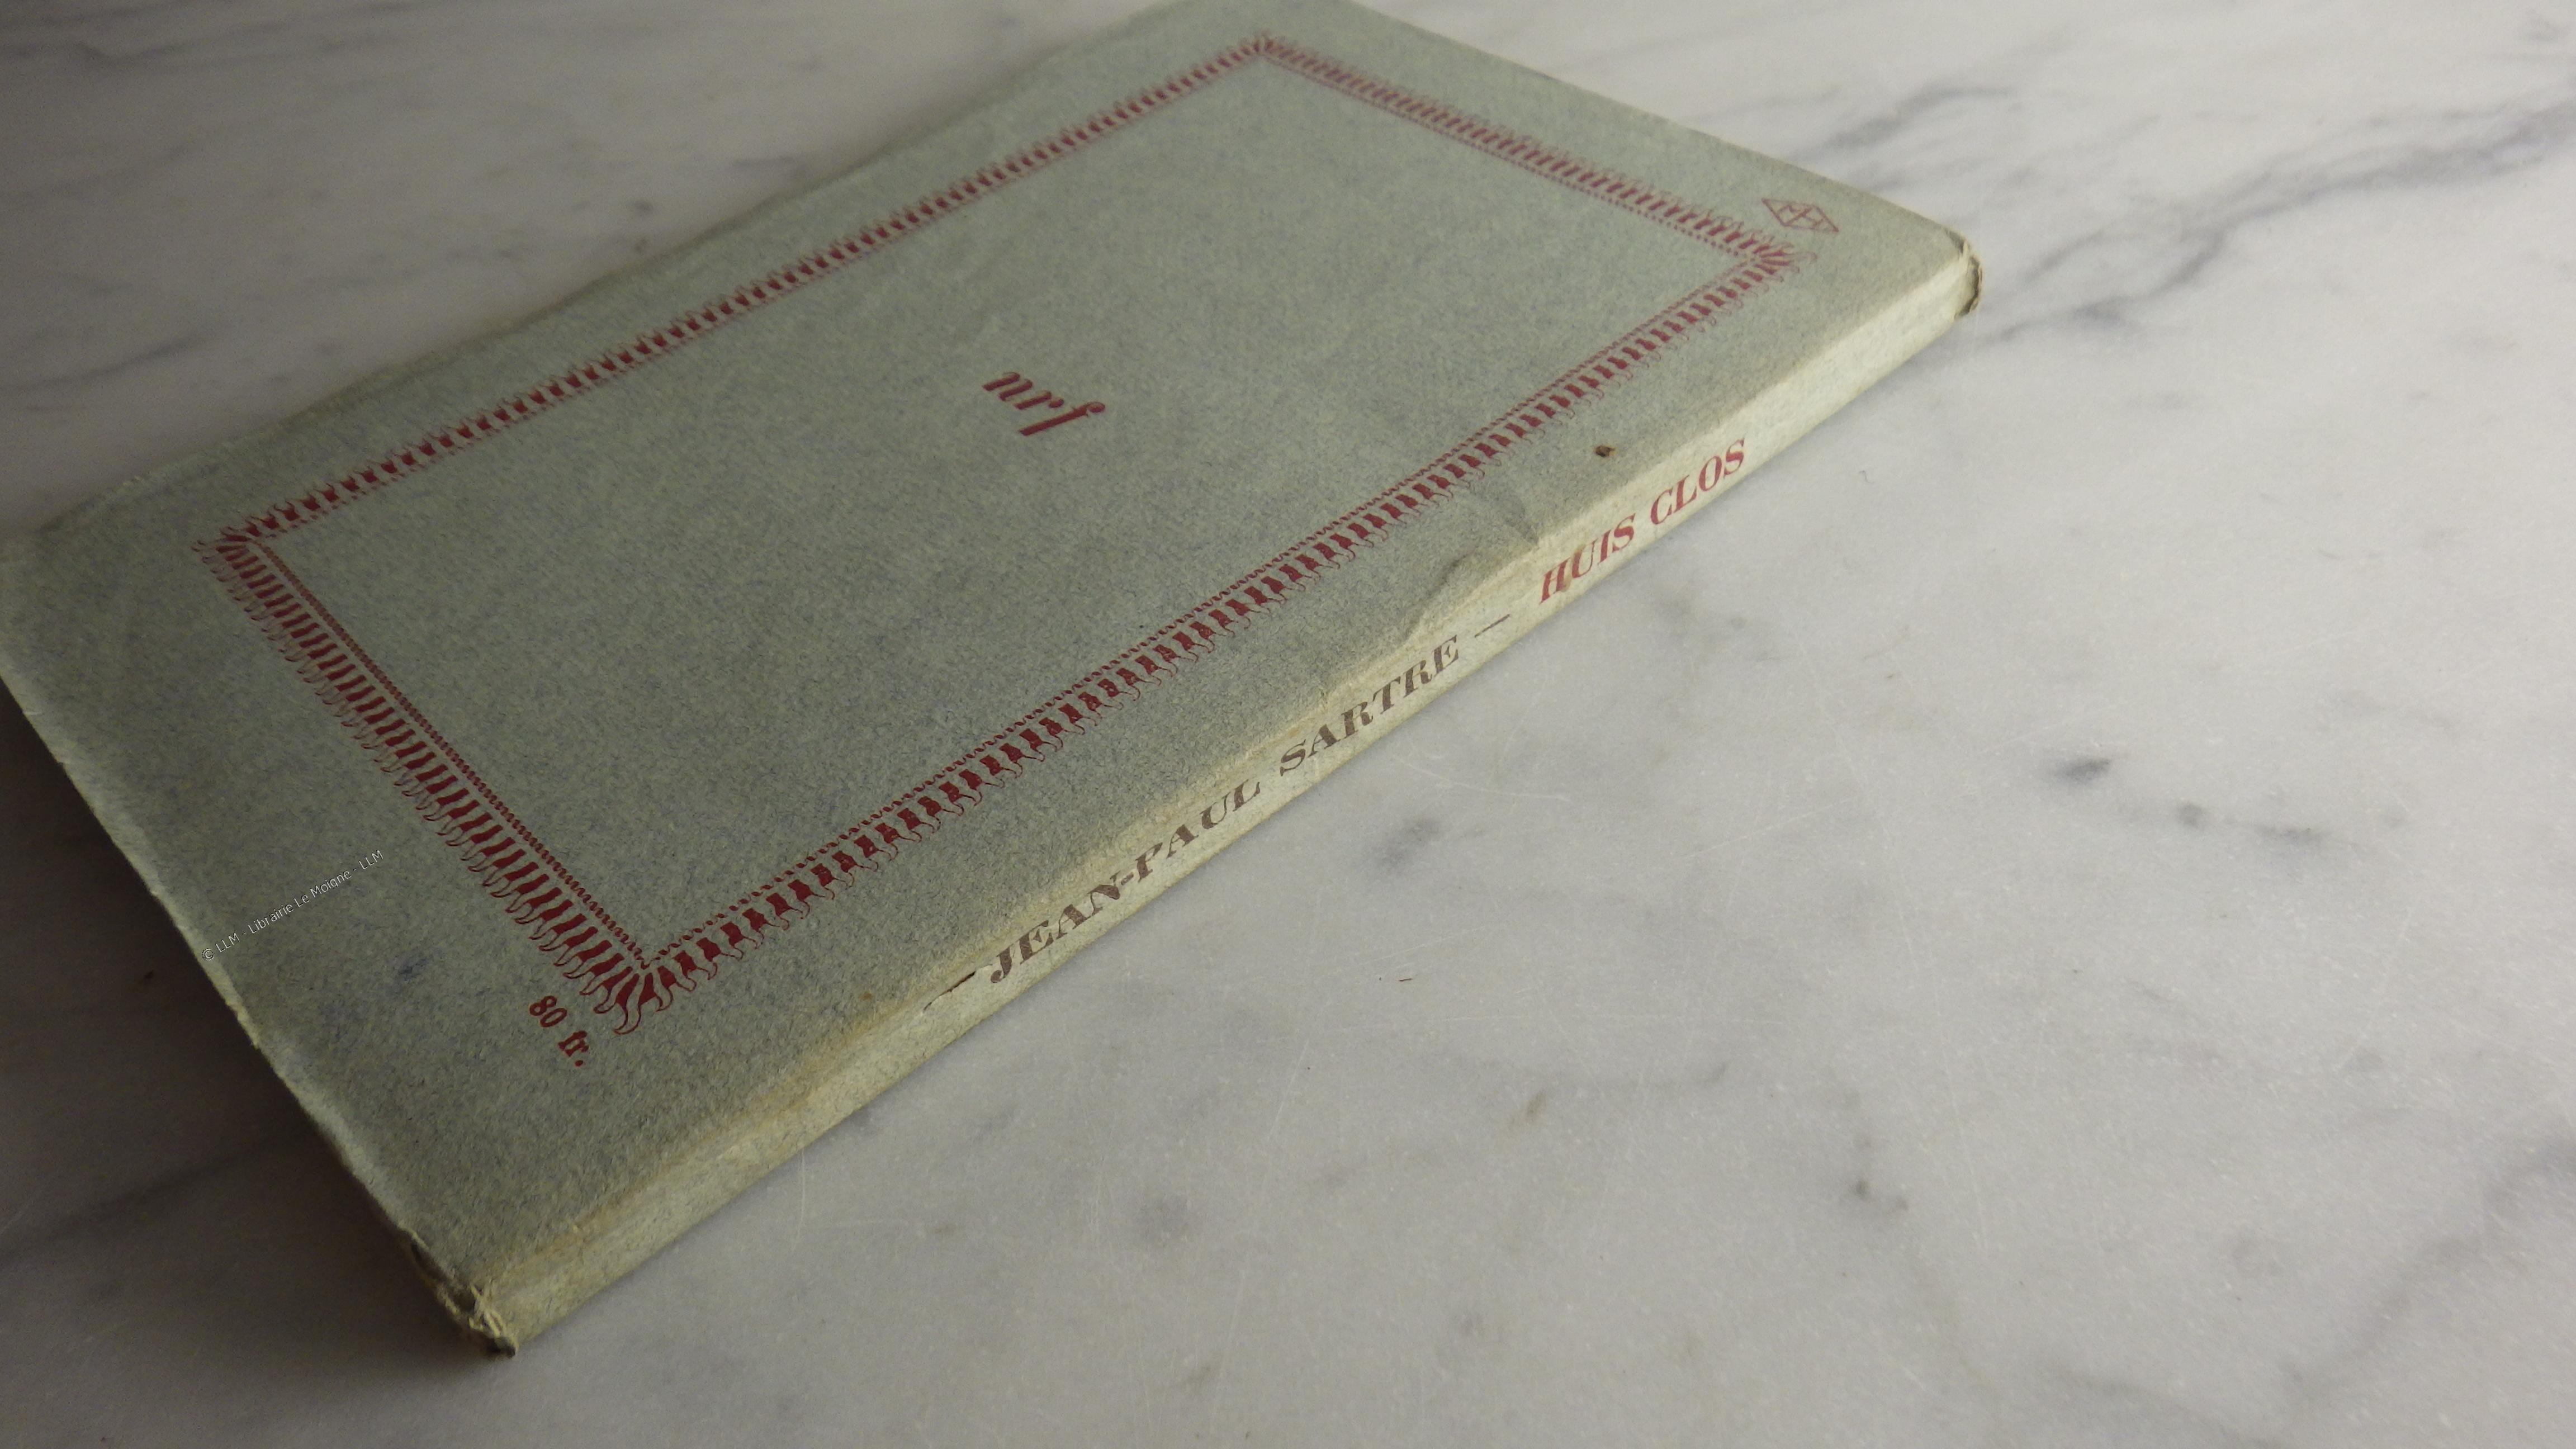 nrf
80 fr.
— JEAN-PAUL SARTRE — HUIS CLOS
© LLM - Librairie Le Moigne - LLM